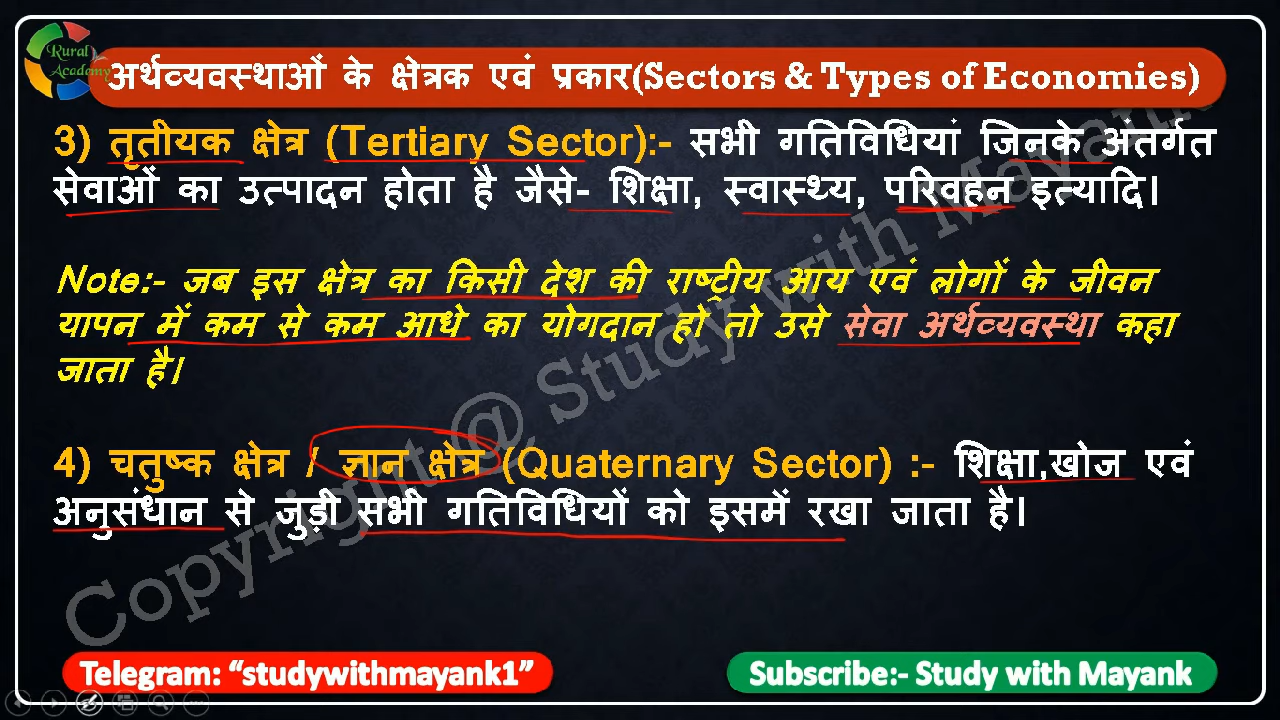 Rural
Academy
अर्थव्यवस्थाओं के क्षेत्रक एवं प्रकार(Sectors & Types of Economies)
3) तृतीयक क्षेत्र (Tertiary Sector):- सभी गतिविधियां जिनके अंतर्गत
सेवाओं का उत्पादन होता है जैसे- शिक्षा, स्वास्थ्य, परिवहन इत्यादि।
Note:- जब इस क्षेत्र का किसी देश की राष्ट्रीय आय एवं लोगों के जीवन
यापन में कम से कम आधे का योगदान हो तो उसे सेवा अर्थव्यवस्था कहा
जाता है।
4) चतुष्क क्षेत्र / ज्ञान क्षेत्र (Quaternary Sector) :- शिक्षा,खोज एवं
अनुसंधान से जुड़ी सभी गतिविधियों को इसमें रखा जाता है।
Copyright@ Study with Mayank
Telegram: “studywithmayank1”
Subscribe:- Study with Mayank